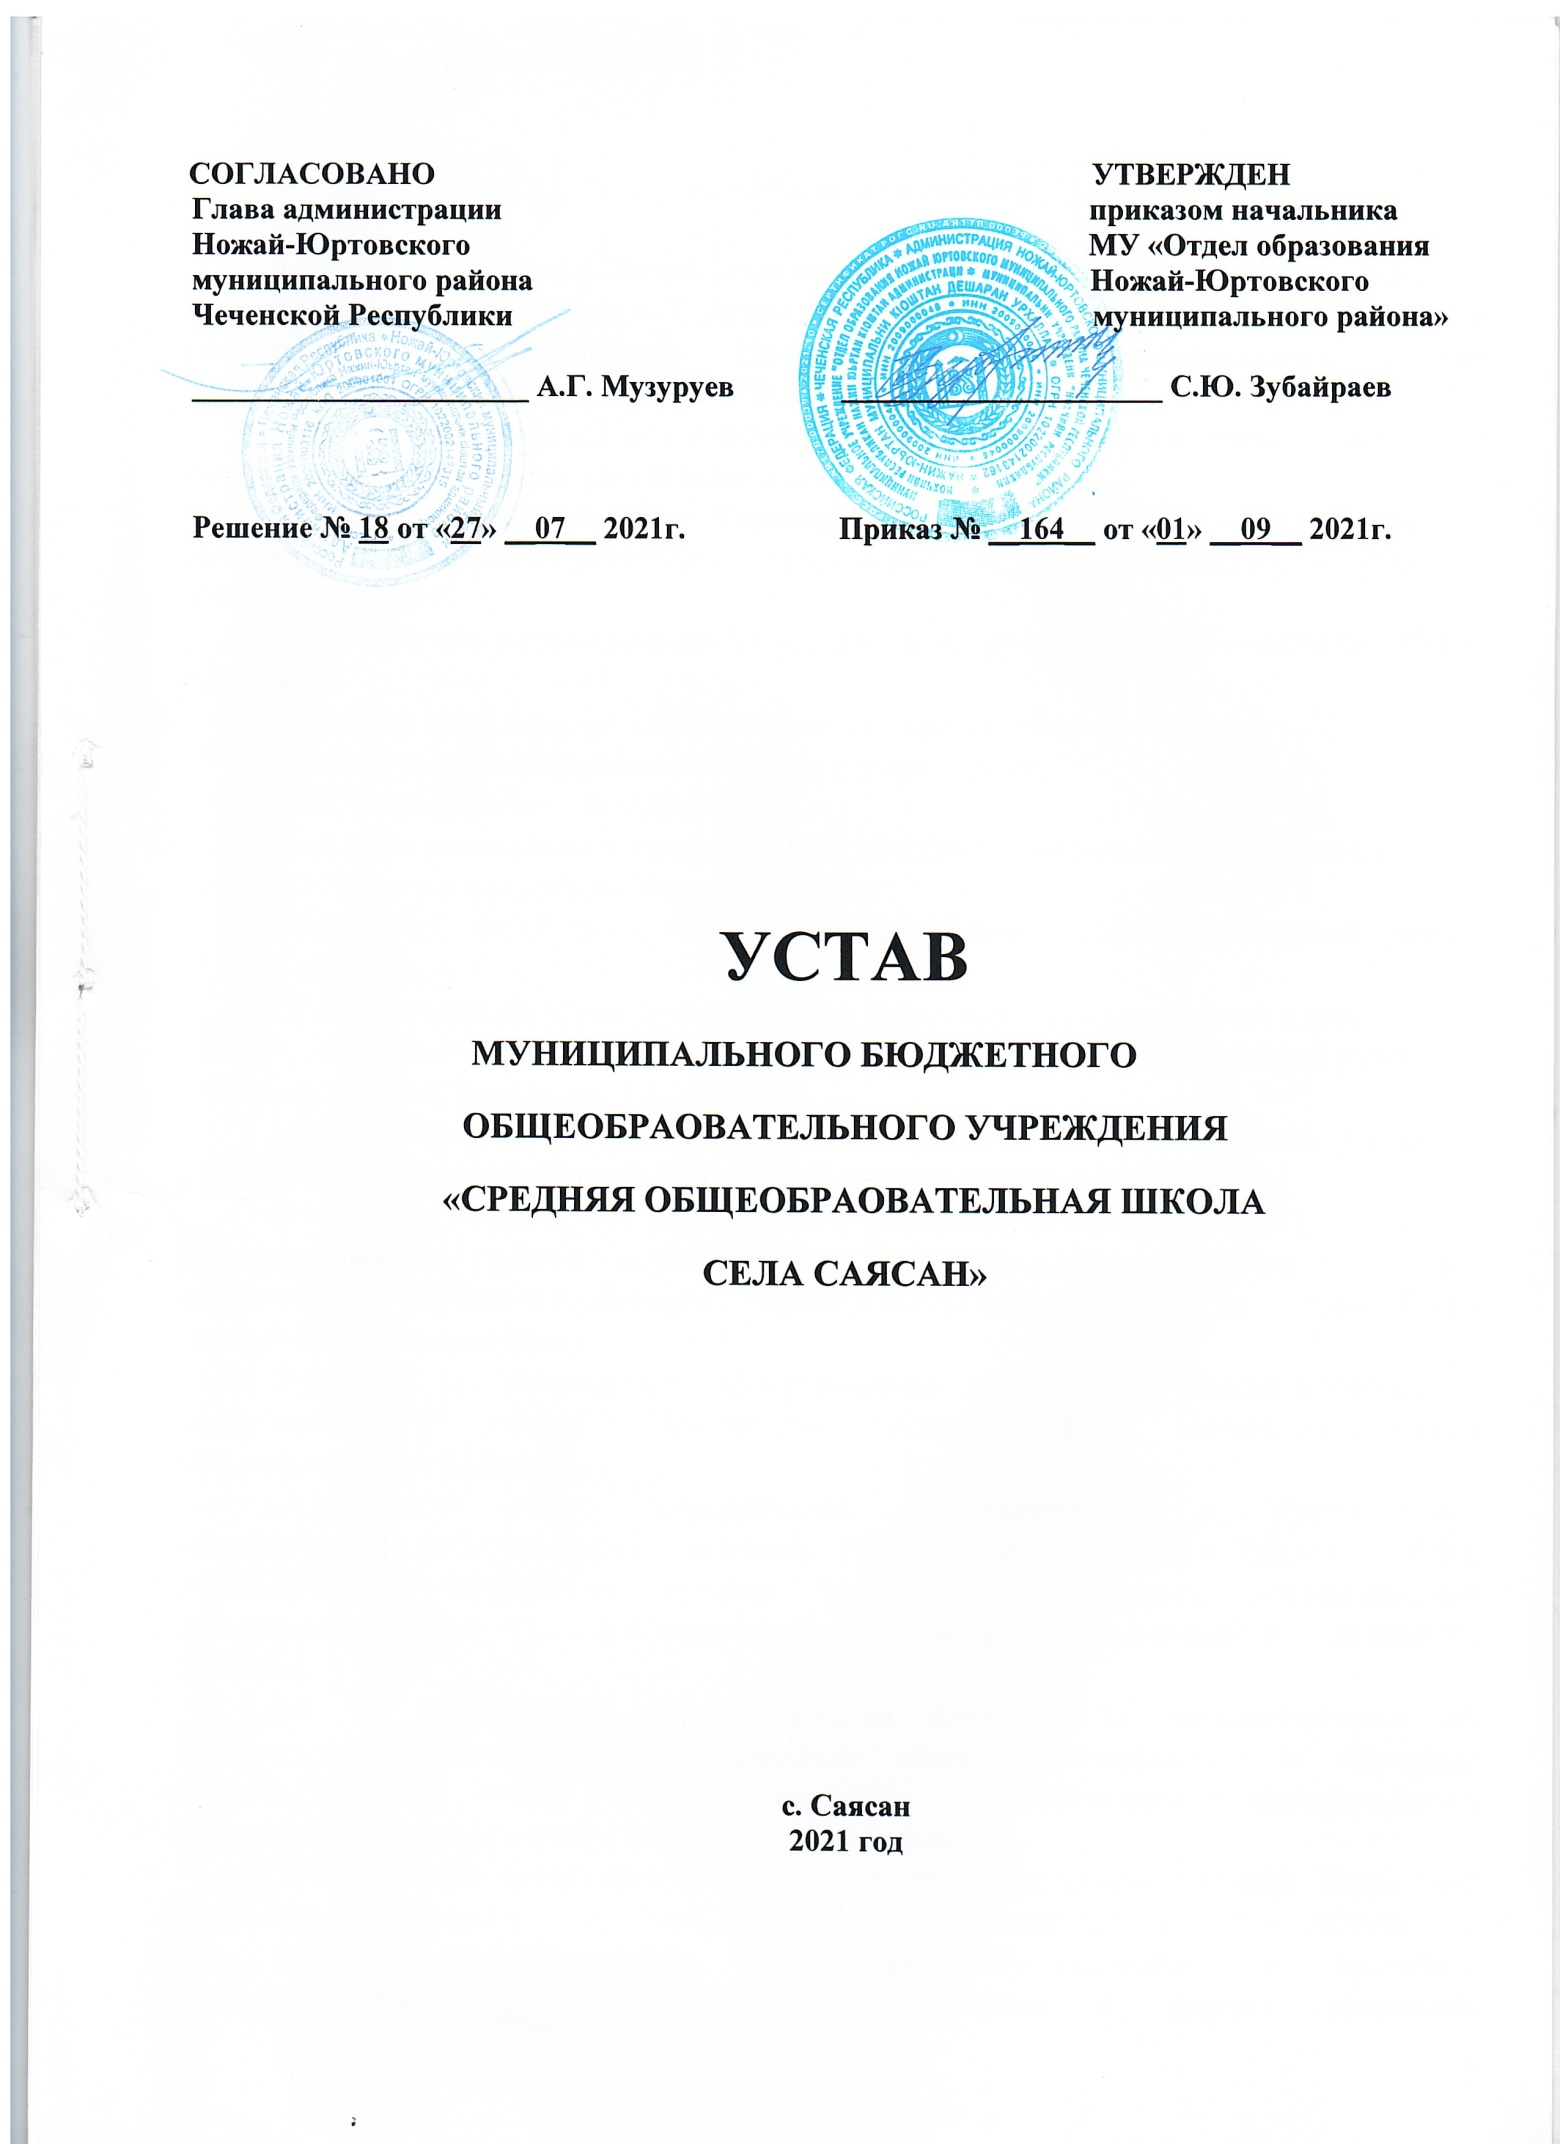 СОГЛАСОВАНО
Глава администрации
Ножай-Юртовского
муниципального района
Чеченской Республики
______________________ А.Г. Музуруев
Решение № 18 от «27» __07__ 2021г.
УТВЕРЖДЕН
приказом начальника
МУ «Отдел образования
Ножай-Юртовского
муниципального района»
_____________________ С.Ю. Зубайраев
Приказ № __164__ от «01» __09__ 2021г.
УСТАВ
МУНИЦИПАЛЬНОГО БЮДЖЕТНОГО
ОБЩЕОБРАОВАТЕЛЬНОГО УЧРЕЖДЕНИЯ
«СРЕДНЯЯ ОБЩЕОБРАОВАТЕЛЬНАЯ ШКОЛА
СЕЛА САЯСАН»
с. Саясан
2021 год